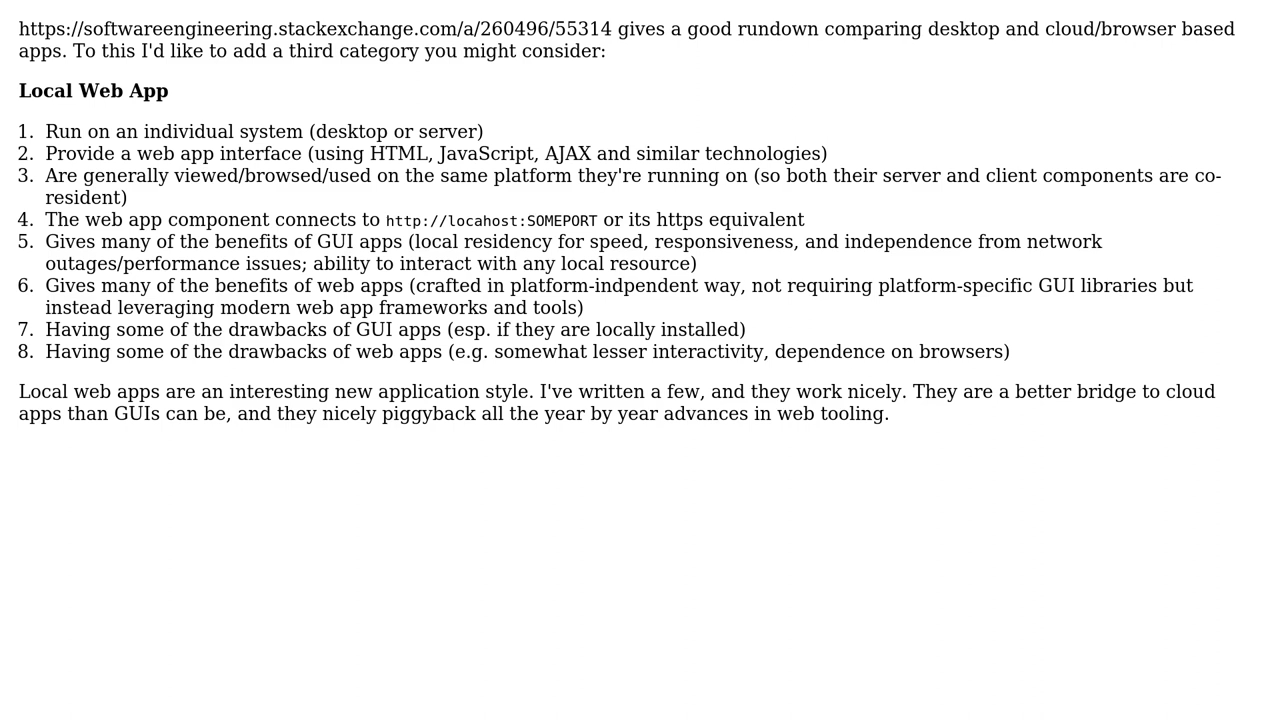 https://softwareengineering.stackexchange.com/a/260496/55314 gives a good rundown comparing desktop and cloud/browser based
apps. To this I'd like to add a third category you might consider:
Local Web App
1. Run on an individual system (desktop or server)
2. Provide a web app interface (using HTML, JavaScript, AJAX and similar technologies)
3. Are generally viewed/browsed/used on the same platform they're running on (so both their server and client components are co-
resident)
4. The web app component connects to http://locahost:SOMEPORT or its https equivalent
5. Gives many of the benefits of GUI apps (local residency for speed, responsiveness, and independence from network
outages/performance issues; ability to interact with any local resource)
6. Gives many of the benefits of web apps (crafted in platform-indpendent way, not requiring platform-specific GUI libraries but
instead leveraging modern web app frameworks and tools)
7. Having some of the drawbacks of GUI apps (esp. if they are locally installed)
8. Having some of the drawbacks of web apps (e.g. somewhat lesser interactivity, dependence on browsers)
Local web apps are an interesting new application style. I've written a few, and they work nicely. They are a better bridge to cloud
apps than GUIs can be, and they nicely piggyback all the year by year advances in web tooling.